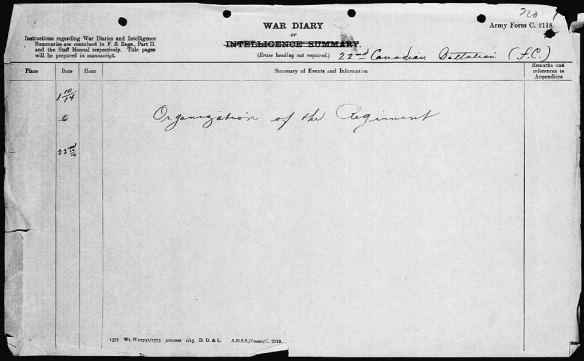 WAR DIARY
or
INTELLIGENCE SUMMARY.
(Erase heading not required.)
Army Form C. 2118.
Instructions regarding War Diaries and Intelligence
Summaries are contained in F. S. Regs., Part II.
and the Staff Manual respectively. Title pages
will be prepared in manuscript.
22nd Canadian Battalion (F.C.)
Place Date Hour Summary of Events and Information Remarks and references to Appendices
Organization of the Regiment
22nd
A.D.S.S./Forms/C. 2118.